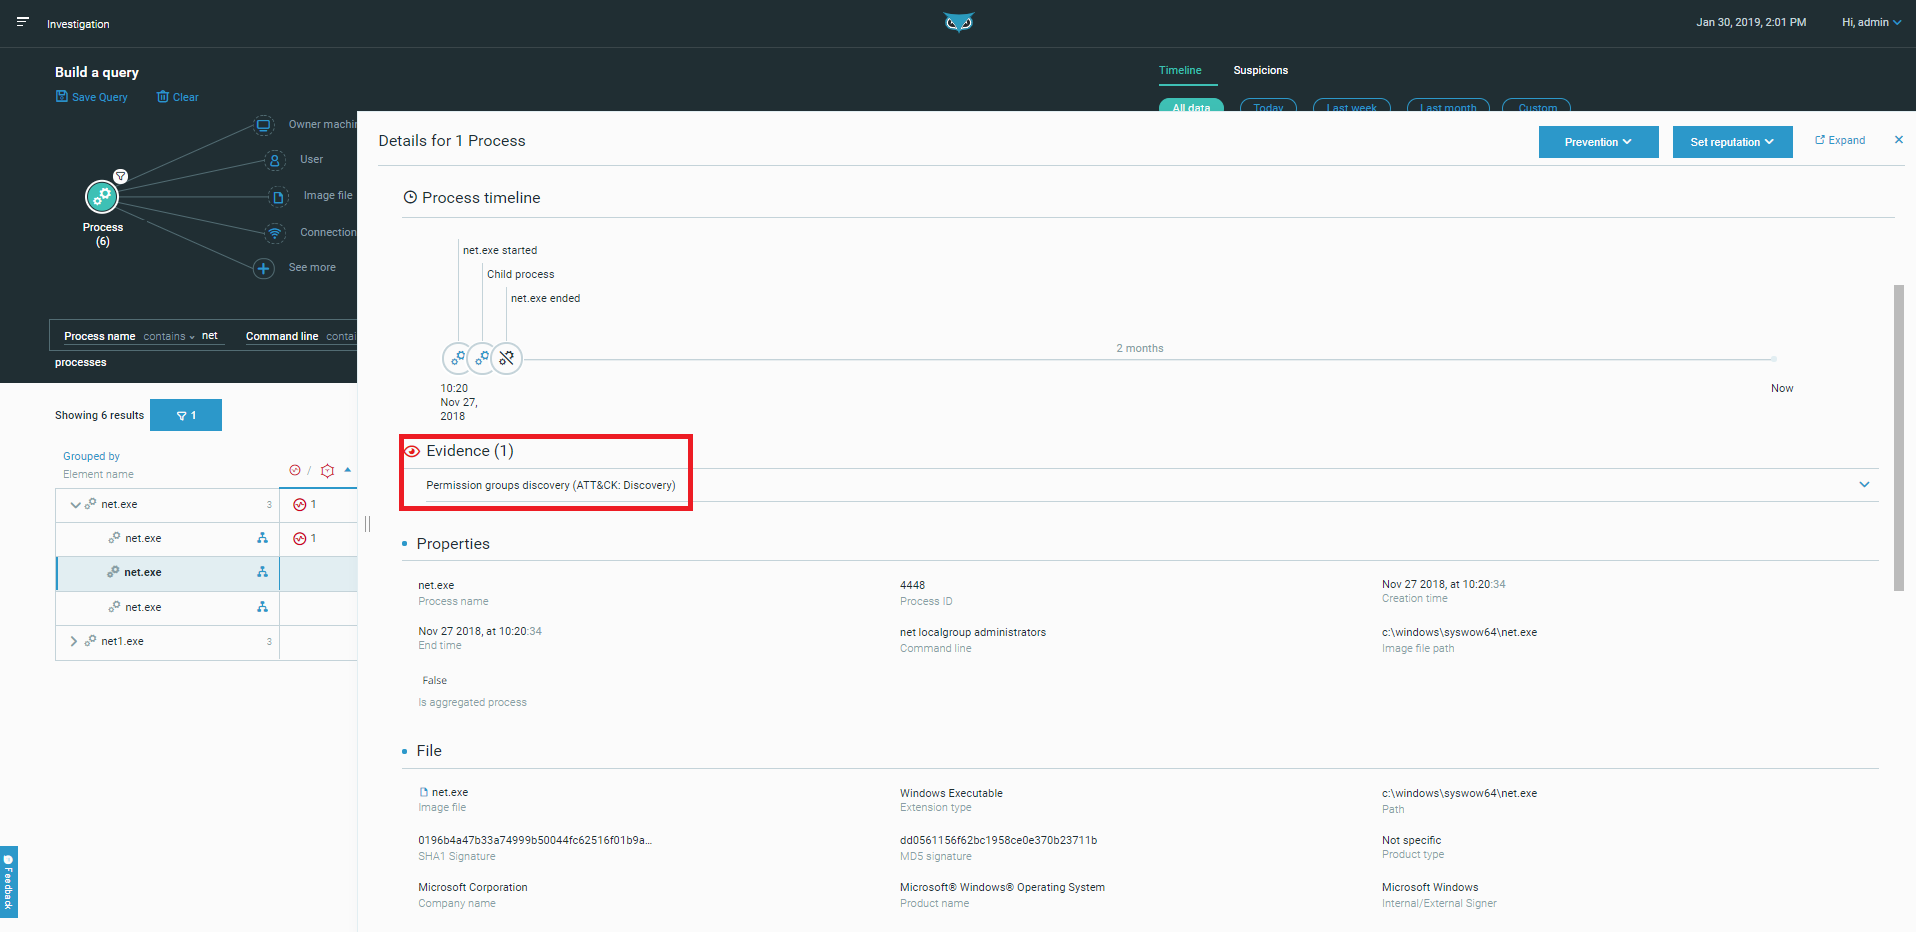 Investigation
Jan 30, 2019, 2:01 PM
Hi, admin
Build a query
Save Query
Clear
Timeline
Suspicions
All data
Today
Last week
Last month
Custom
Owner machin
User
Image file
Connection
See more
Process
(6)
Process name contains net
Command line contai
processes
Showing 6 results
1
Grouped by
Element name
/
net.exe 3 1
net.exe 1
net.exe
net.exe
net1.exe 3
Feedback
Details for 1 Process
Prevention
Set reputation
Expand
Process timeline
net.exe started
Child process
net.exe ended
2 months
10:20
Nov 27,
2018
Now
Evidence (1)
Permission groups discovery (ATT&CK: Discovery)
Properties
net.exe
Process name
4448
Process ID
Nov 27 2018, at 10:20:34
Creation time
Nov 27 2018, at 10:20:34
End time
net localgroup administrators
Command line
c:\windows\syswow64\net.exe
Image file path
False
Is aggregated process
File
net.exe
Image file
Windows Executable
Extension type
c:\windows\syswow64\net.exe
Path
0196b4a47b33a74999b50044fc62516f01b9a...
SHA1 Signature
dd0561156f62bc1958ce0e370b23711b
MD5 signature
Not specific
Product type
Microsoft Corporation
Company name
Microsoft® Windows® Operating System
Product name
Microsoft Windows
Internal/External Signer